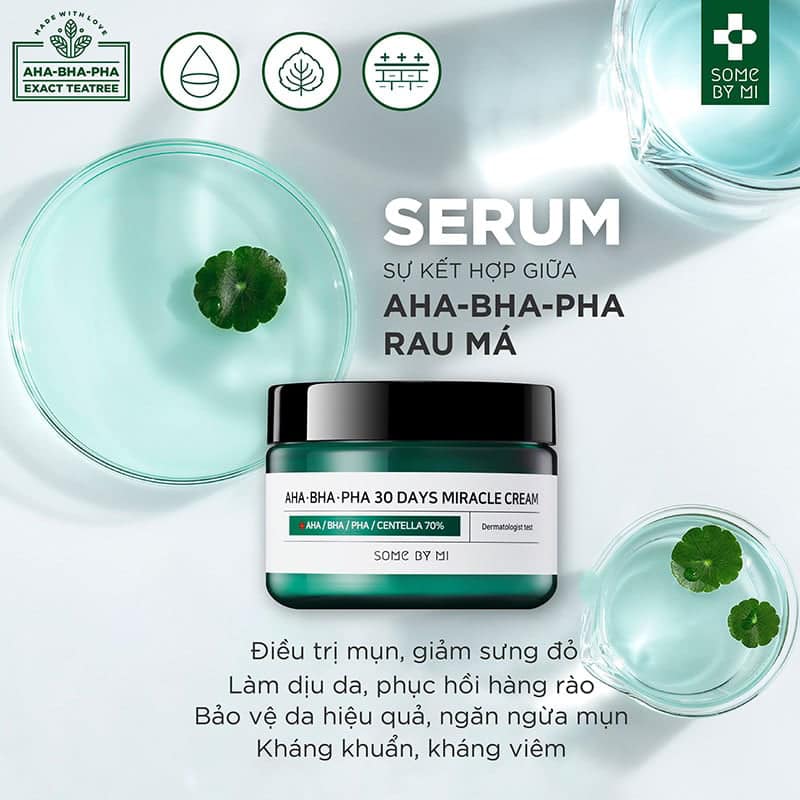 MADE WITH LOVE
AHA-BHA-PHA
EXACT TEATREE
SOME
BY MI
SERUM
SỰ KẾT HỢP GIỮA
AHA-BHA-PHA
RAU MÁ
AHA·BHA·PHA 30 DAYS MIRACLE CREAM
+AHA / BHA / PHA / CENTELLA 70%
Dermatologist test
SOME BY MI
Điều trị mụn, giảm sưng đỏ
Làm dịu da, phục hồi hàng rào
Bảo vệ da hiệu quả, ngăn ngừa mụn
Kháng khuẩn, kháng viêm